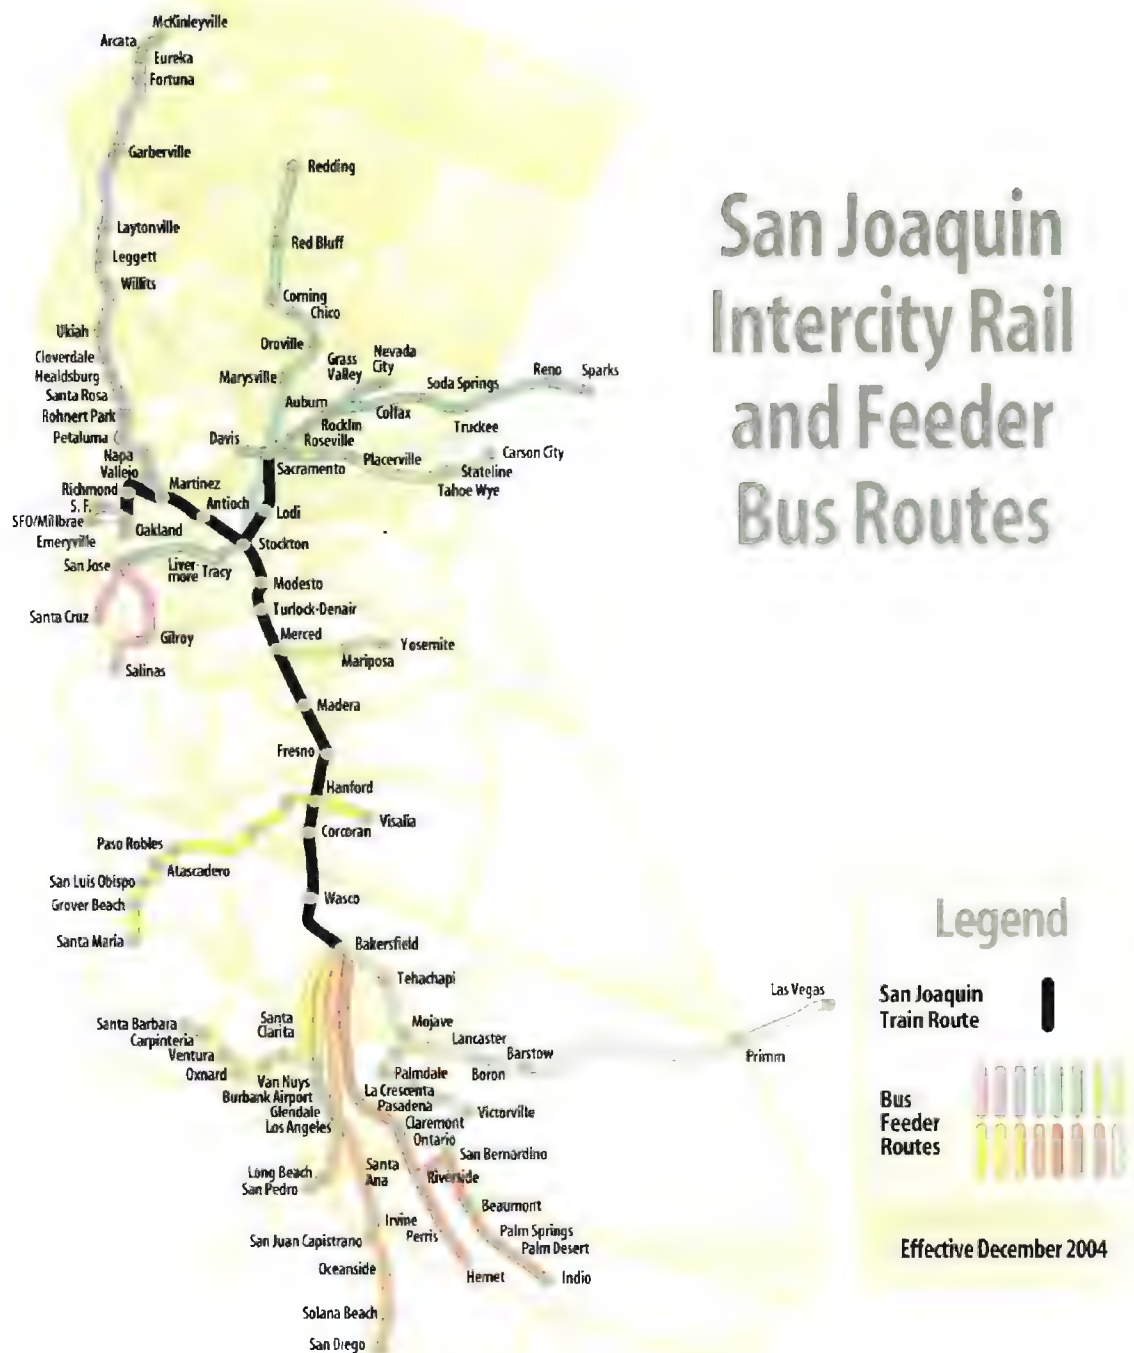 McKinleyville
Arcata
Eureka
Fortuna
Garberville
Redding
Laytonville
Red Bluff
Leggett
Willits
Corning
Chico
Ukiah
Oroville
Cloverdale
Grass
Valley
Nevada
City
Healdsburg
Marysville
Soda Springs
Reno
Sparks
Santa Rosa
Auburn
Colfax
Rohnert Park
Rocklin
Truckee
Petaluma
Davis
Roseville
Napa
Placerville
Carson City
Vallejo
Sacramento
Stateline
Richmond
Martinez
Tahoe Wye
S. F.
Antioch
Lodi
SFO/Millbrae
Oakland
Emeryville
Stockton
San Jose
Liver
more
Tracy
Modesto
Santa Cruz
Turlock-Denair
Gilroy
Merced
Yosemite
Salinas
Mariposa
Madera
Fresno
Hanford
Visalia
Corcoran
Paso Robles
Atascadero
San Luis Obispo
Grover Beach
Wasco
Santa Maria
Bakersfield
Tehachapi
Las Vegas
Santa
Clarita
Santa Barbara
Mojave
Carpinteria
Lancaster
Ventura
Barstow
Primm
Oxnard
Van Nuys
Palmdale
Boron
Burbank Airport
La Crescenta
Glendale
Pasadena
Victorville
Los Angeles
Claremont
Ontario
San Bernardino
Long Beach
Santa
Ana
Riverside
San Pedro
Beaumont
Irvine
Palm Springs
San Juan Capistrano
Perris
Palm Desert
Oceanside
Hemet
Indio
Solana Beach
San Diego
San Joaquin
Intercity Rail
and Feeder
Bus Routes
Legend
San Joaquin
Train Route
Bus
Feeder
Routes
Effective December 2004